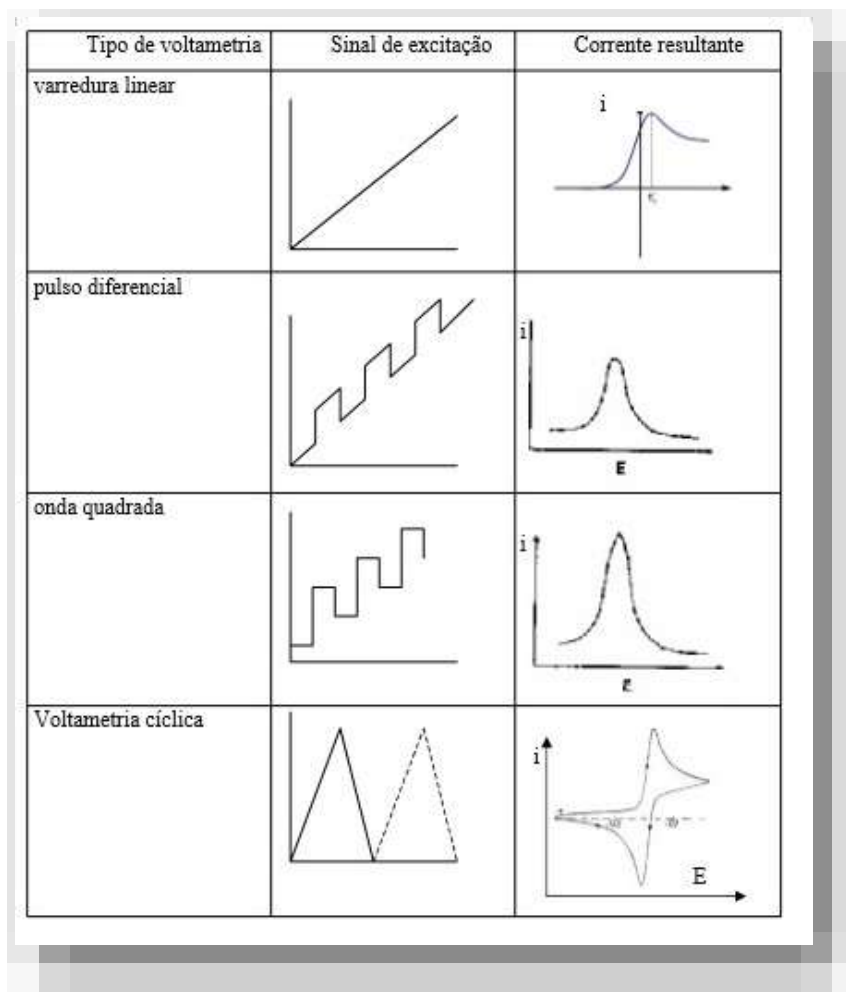 Tipo de voltametria
Sinal de excitação
Corrente resultante
varredura linear
i
pulso diferencial
i
E
onda quadrada
i
E
Voltametria cíclica
i
E